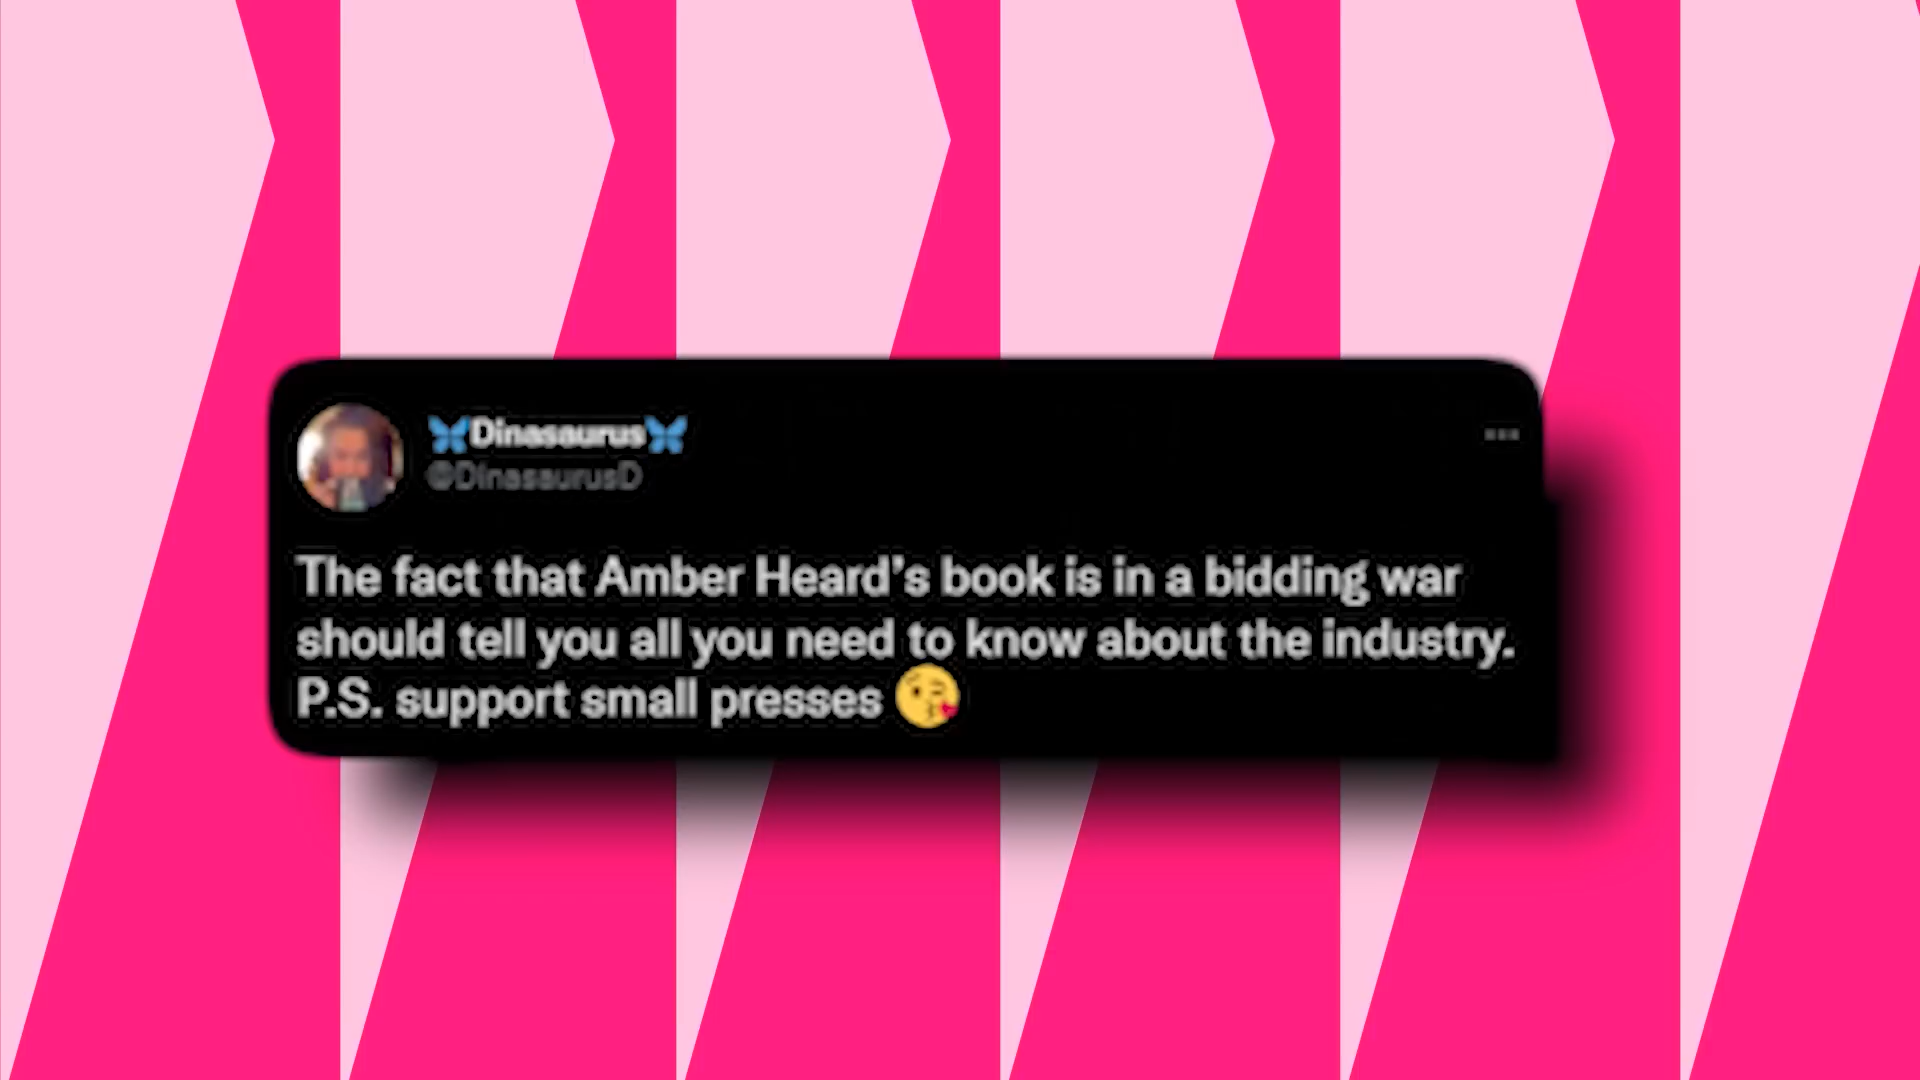 🦋Dinasaurus🦋
@DinasaurusD
The fact that Amber Heard’s book is in a bidding war
should tell you all you need to know about the industry.
P.S. support small presses 😘